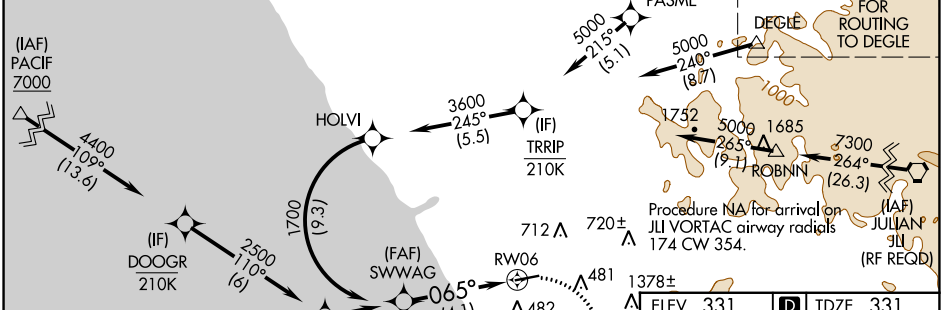 PASME
DEGLE
FOR
ROUTING
TO DEGLE
5000
215°
(5.1)
5000
240°
(8.7)
1000
(IAF)
PACIF
7000
4400
109°
(13.6)
HOLVI
3600
245°
(5.5)
(IF)
TRRIP
210K
1752
5000
265°
(9.1)
1685
ROBNN
7300
264°
(26.3)
(IAF)
JULIAN
JLI
(RF REQD)
Procedure NA for arrival on
JLI VORTAC airway radials
174 CW 354.
1700
(9.3)
(IF)
DOOGR
210K
2500
110°
(6)
(FAF)
SWWAG
065°
RW06
712
720±
481
482
1378±
ELEV 331
D
TDZE 331